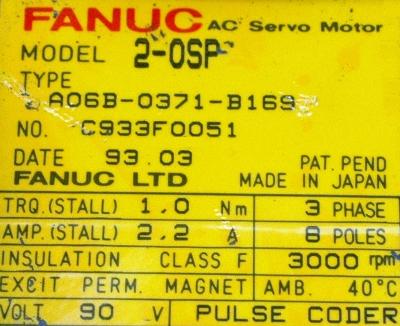 FANUC AC Servo Motor
MODEL 2-0SP
TYPE
A06B-0371-B169
NO. C933F0051
DATE 93.03 PAT. PEND
FANUC LTD MADE IN JAPAN
TRQ.(STALL) 1.0 Nm 3 PHASE
AMP.(STALL) 2.2 A 8 POLES
INSULATION CLASS F 3000 rpm
EXCIT PERM. MAGNET AMB. 40°C
VOLT 90 V PULSE CODER